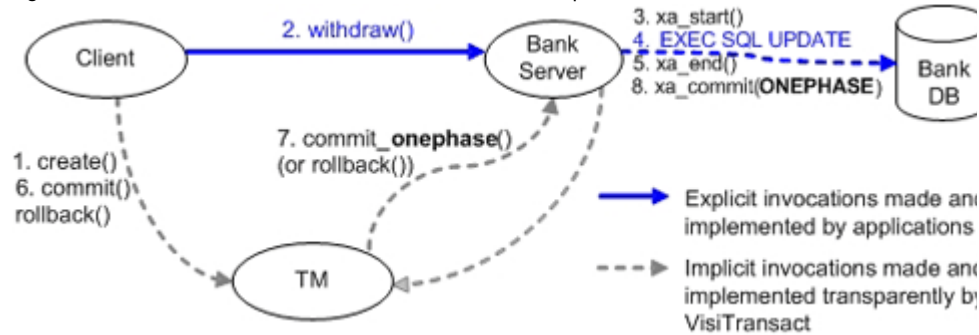 Client
2. withdraw()
Bank
Server
3. xa_start()
4. EXEC SQL UPDATE
5. xa_end()
8. xa_commit(ONEPHASE)
Bank
DB
1. create()
6. commit()
rollback()
7. commit_onephase()
(or rollback())
TM
Explicit invocations made and
implemented by applications
Implicit invocations made and
implemented transparently by
VisiTransact